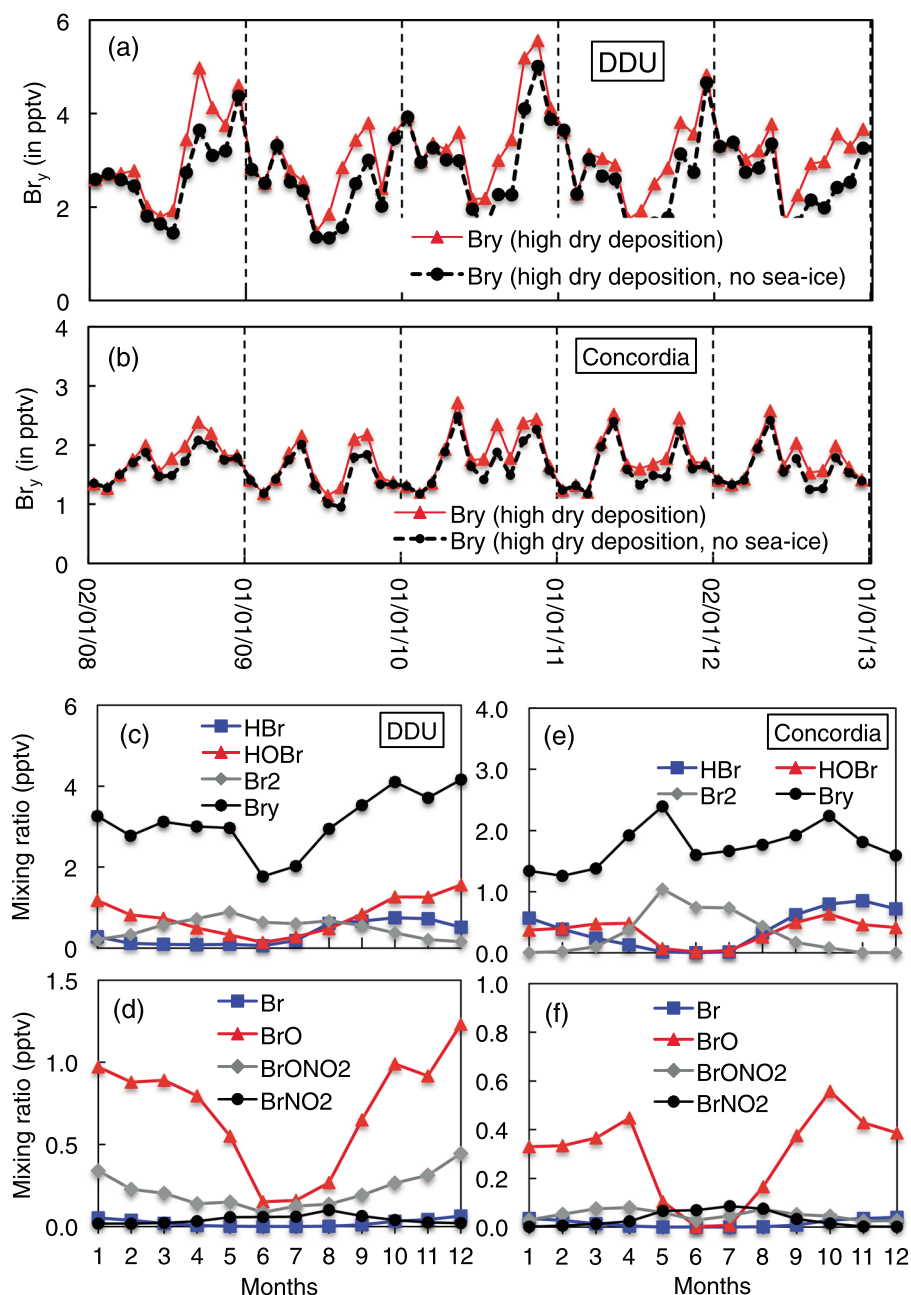 (a)
DDU
Bry (in pptv)
6
4
2
0
Bry (high dry deposition)
Bry (high dry deposition, no sea-ice)
(b)
Concordia
Bry (in pptv)
4
3
2
1
0
Bry (high dry deposition)
Bry (high dry deposition, no sea-ice)
02/01/08
01/01/09
01/01/10
01/01/11
01/01/12
01/01/13
(c)
DDU
Mixing ratio (pptv)
6
4
2
0
HBr
HOBr
Br2
Bry
(e)
Concordia
4.0
3.0
2.0
1.0
0.0
HBr
HOBr
Br2
Bry
(d)
Mixing ratio (pptv)
1.5
1.0
0.5
0.0
Br
BrO
BrONO2
BrNO2
1 2 3 4 5 6 7 8 9 10 11 12
Months
(f)
1.0
0.8
0.6
0.4
0.2
0.0
Br
BrO
BrONO2
BrNO2
1 2 3 4 5 6 7 8 9 10 11 12
Months